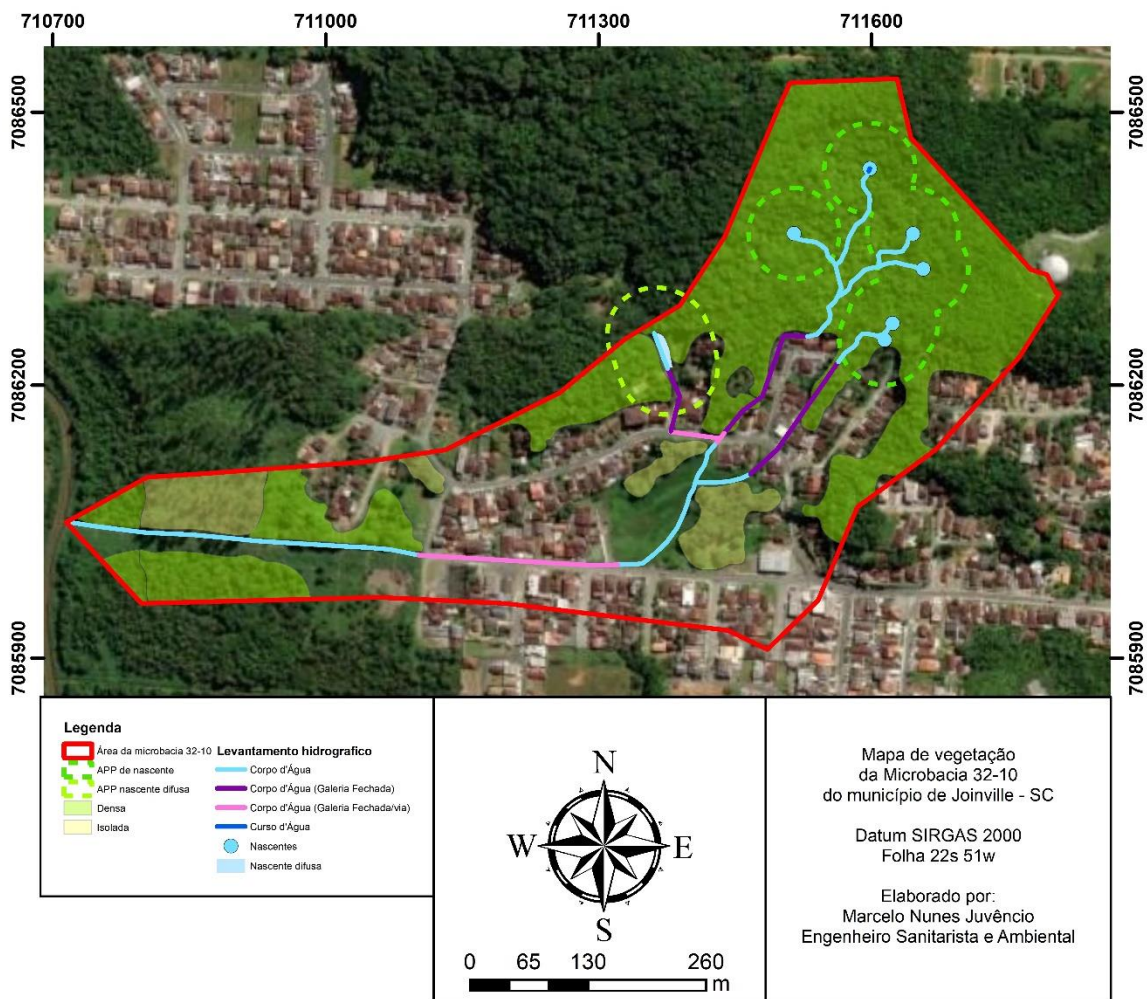 710700 711000 711300 711600
7086500 7086500
7086200 7086200
7085900 7085900
Legenda
Área da microbacia 32-10
APP de nascente
APP nascente difusa
Densa
Isolada
Levantamento hidrografico
Corpo d'Água
Corpo d'Água (Galeria Fechada)
Corpo d'Água (Galeria Fechada/via)
Curso d'Água
Nascentes
Nascente difusa
N
W E
S
0 65 130 260
m
Mapa de vegetação
da Microbacia 32-10
do município de Joinville - SC
Datum SIRGAS 2000
Folha 22s 51w
Elaborado por:
Marcelo Nunes Juvêncio
Engenheiro Sanitarista e Ambiental